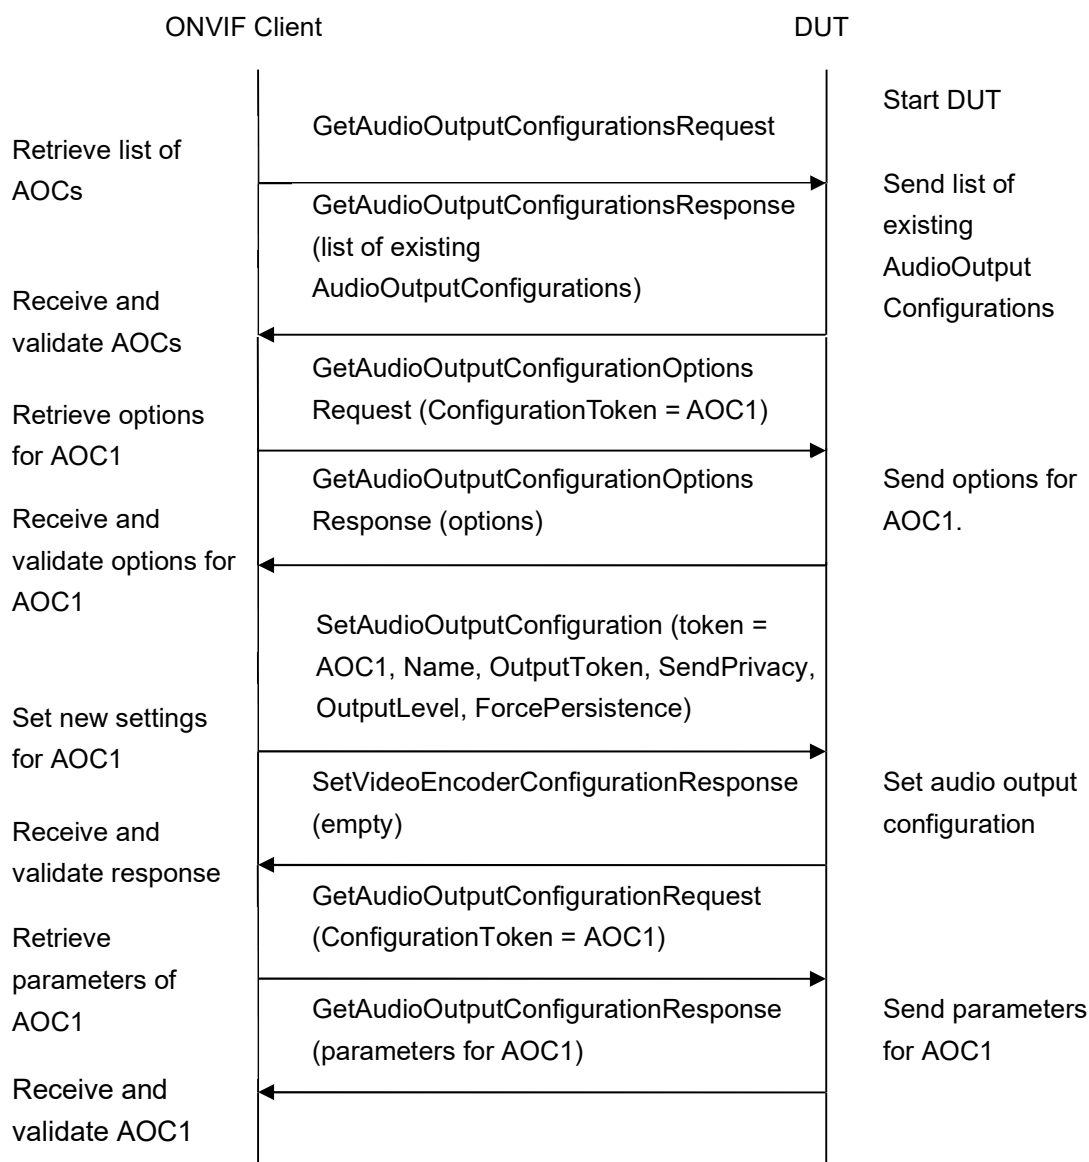 ONVIF Client
DUT
Start DUT
GetAudioOutputConfigurationsRequest
Retrieve list of
AOCs
Send list of
existing
AudioOutput
Configurations
GetAudioOutputConfigurationsResponse
(list of existing
AudioOutputConfigurations)
Receive and
validate AOCs
GetAudioOutputConfigurationOptions
Request (ConfigurationToken = AOC1)
Retrieve options
for AOC1
GetAudioOutputConfigurationOptions
Response (options)
Send options for
AOC1.
Receive and
validate options for
AOC1
SetAudioOutputConfiguration (token =
AOC1, Name, OutputToken, SendPrivacy,
OutputLevel, ForcePersistence)
Set new settings
for AOC1
SetVideoEncoderConfigurationResponse
(empty)
Set audio output
configuration
Receive and
validate response
GetAudioOutputConfigurationRequest
(ConfigurationToken = AOC1)
Retrieve
parameters of
AOC1
GetAudioOutputConfigurationResponse
(parameters for AOC1)
Send parameters
for AOC1
Receive and
validate AOC1